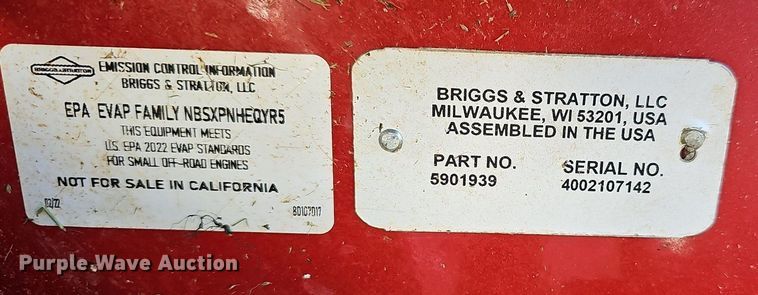 BRIGGS & STRATTON
EMISSION CONTROL INFORMATION
BRIGGS & STRATTON, LLC
EPA EVAP FAMILY NBSXPNHEQYR5
THIS EQUIPMENT MEETS
U.S. EPA 2022 EVAP STANDARDS
FOR SMALL OFF-ROAD ENGINES
NOT FOR SALE IN CALIFORNIA
03/22 80107017
BRIGGS & STRATTON, LLC
MILWAUKEE, WI 53201, USA
ASSEMBLED IN THE USA
PART NO. SERIAL NO.
5901939 4002107142
Purple Wave Auction